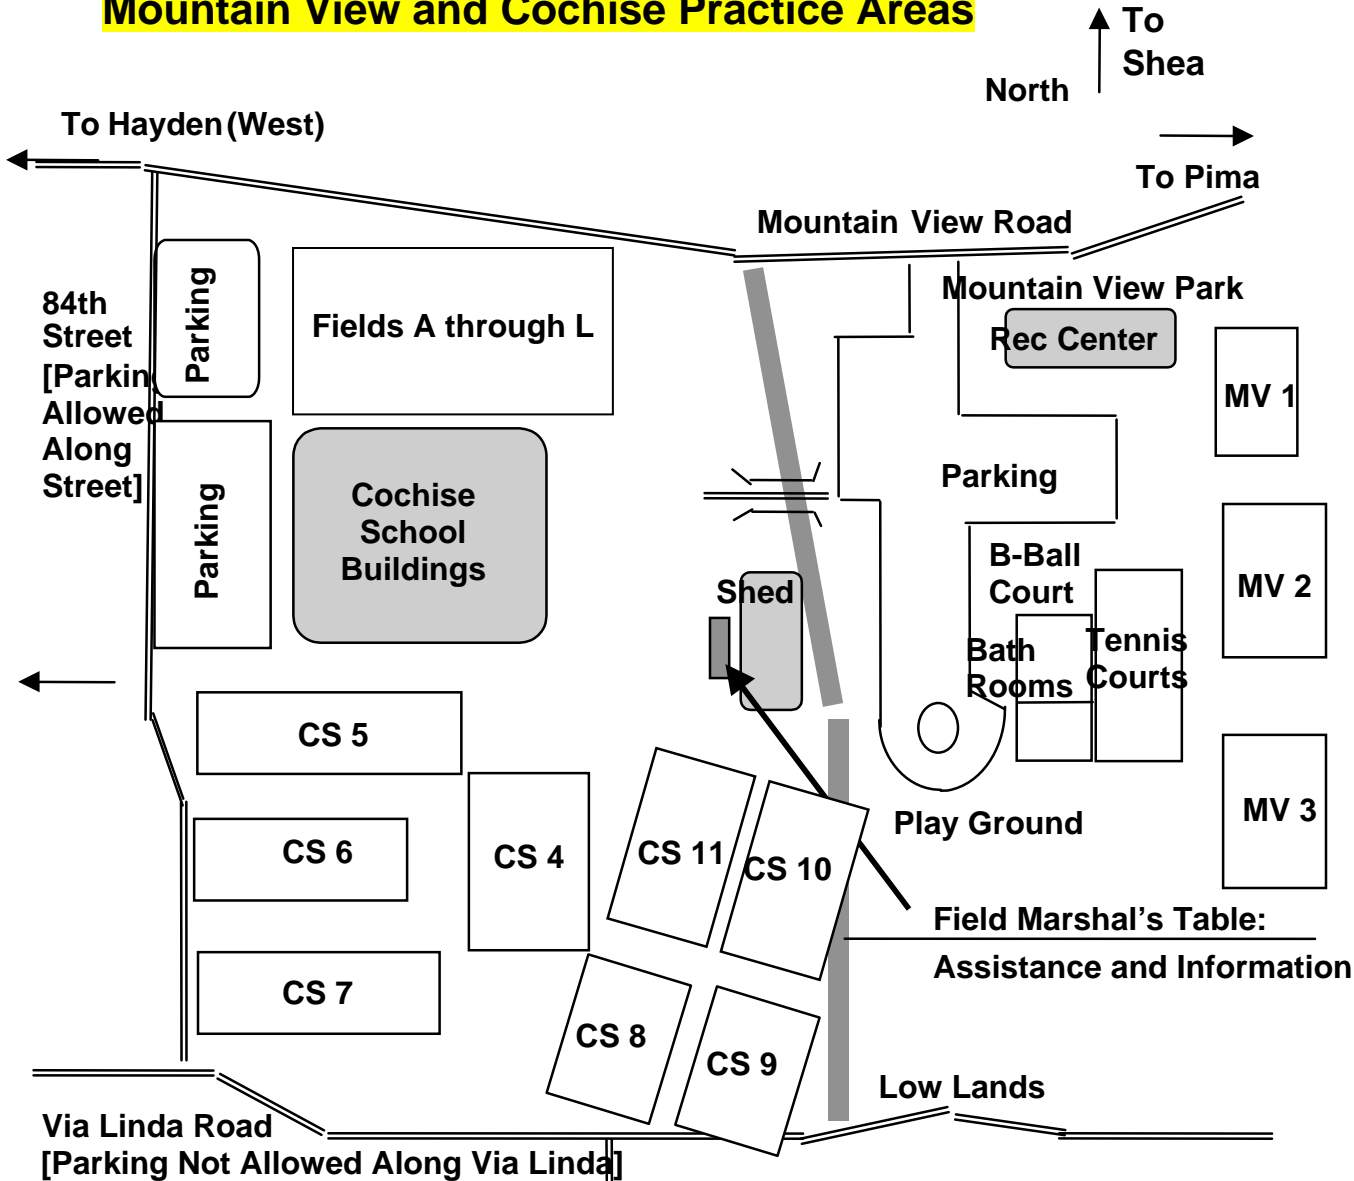 Mountain View and Cochise Practice Areas
To
Shea
North
To Hayden (West)
To Pima
Mountain View Road
84th
Street
[Parkin
Allowed
Along
Street]
Parking
Fields A through L
Mountain View Park
Rec Center
MV 1
Parking
Cochise
School
Buildings
Parking
B-Ball
Court
MV 2
Shed
Bath
Rooms
Tennis
Courts
CS 5
MV 3
Play Ground
CS 6
CS 4
CS 11
CS 10
Field Marshal's Table:
Assistance and Information
CS 7
CS 8
CS 9
Low Lands
Via Linda Road
[Parking Not Allowed Along Via Linda]